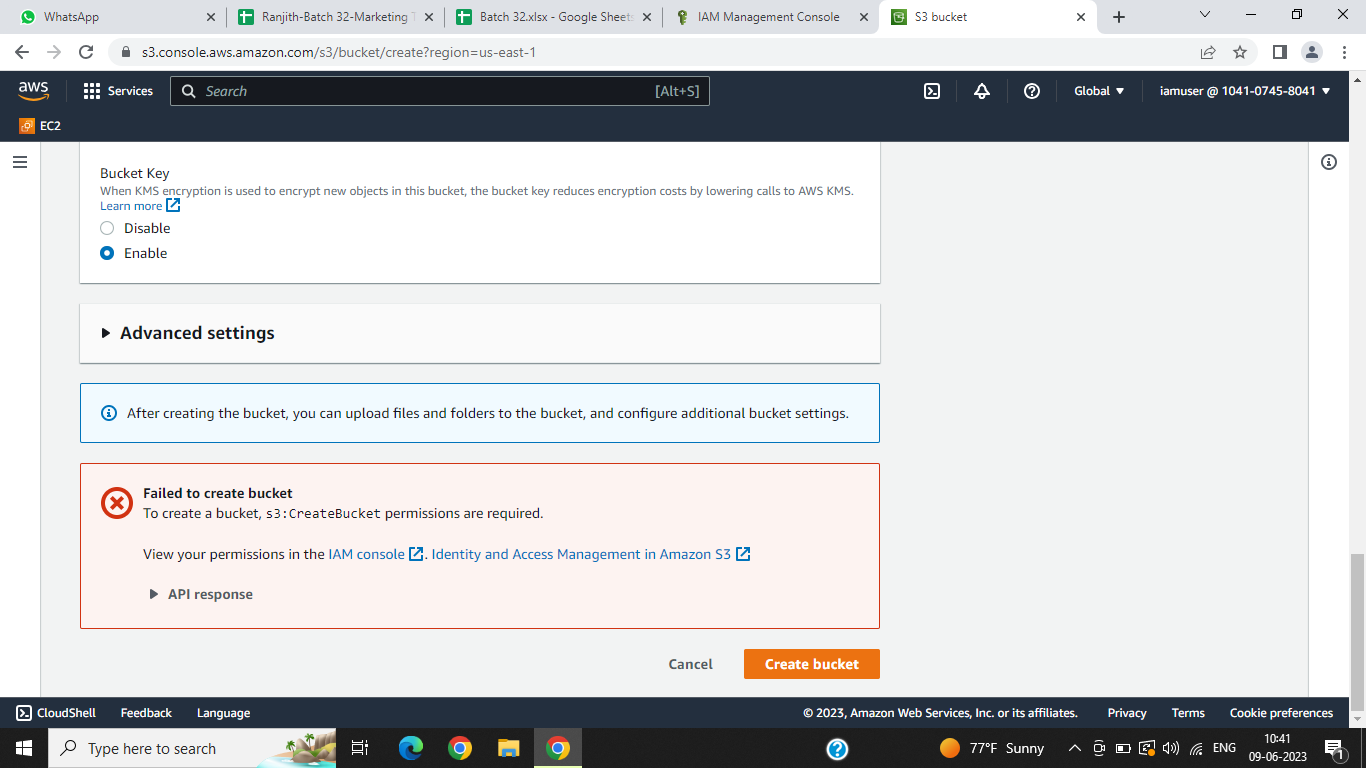 WhatsApp
Ranjith-Batch 32-Marketing
Batch 32.xlsx - Google Sheets
IAM Management Console
S3 bucket
s3.console.aws.amazon.com/s3/bucket/create?region=us-east-1
aws
Services
Search
[Alt+S]
Global
iamuser @ 1041-0745-8041
EC2
Bucket Key
When KMS encryption is used to encrypt new objects in this bucket, the bucket key reduces encryption costs by lowering calls to AWS KMS.
Learn more
Disable
Enable
Advanced settings
After creating the bucket, you can upload files and folders to the bucket, and configure additional bucket settings.
Failed to create bucket
To create a bucket, s3:CreateBucket permissions are required.
View your permissions in the IAM console. Identity and Access Management in Amazon S3
API response
Cancel
Create bucket
CloudShell
Feedback
Language
© 2023, Amazon Web Services, Inc. or its affiliates.
Privacy
Terms
Cookie preferences
Type here to search
77°F Sunny
ENG
10:41
09-06-2023
1